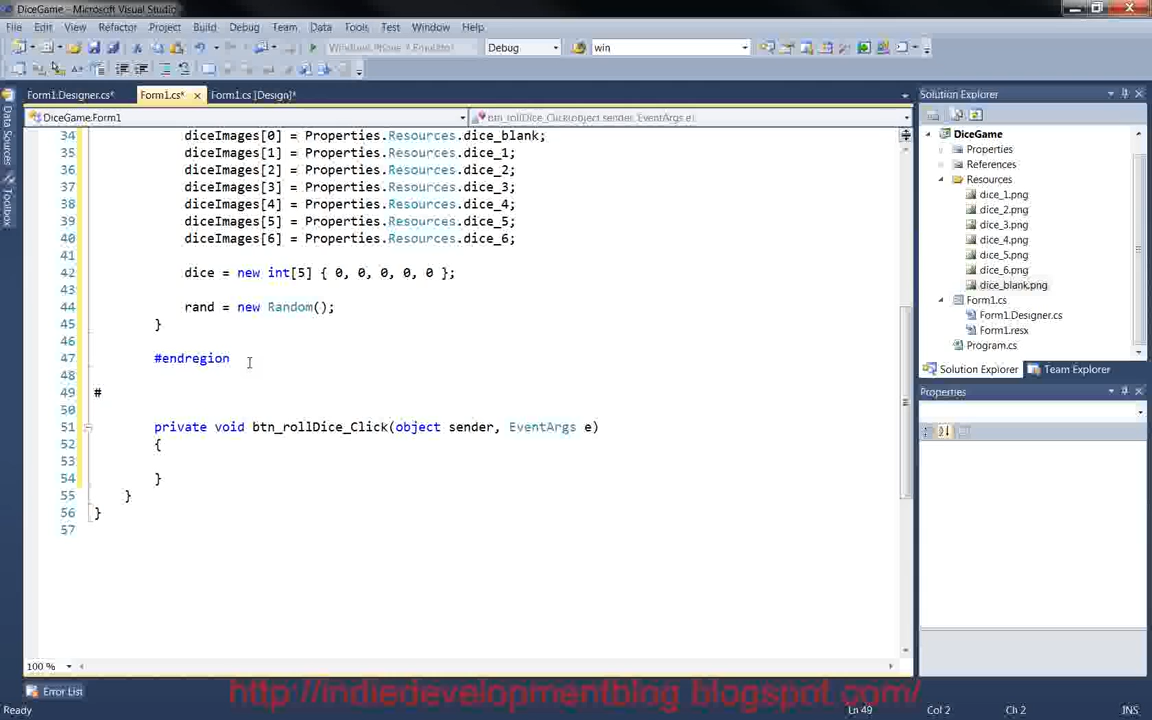 DiceGame - Microsoft Visual Studio
File Edit View Refactor Project Build Debug Team Data Tools Test Window Help
Debug win
Form1.Designer.cs* Form1.cs* × Form1.cs [Design]*
DiceGame.Form1 btn_rollDice_Click(object sender, EventArgs e)
Data Sources
Toolbox
34 diceImages[0] = Properties.Resources.dice_blank;
35 diceImages[1] = Properties.Resources.dice_1;
36 diceImages[2] = Properties.Resources.dice_2;
37 diceImages[3] = Properties.Resources.dice_3;
38 diceImages[4] = Properties.Resources.dice_4;
39 diceImages[5] = Properties.Resources.dice_5;
40 diceImages[6] = Properties.Resources.dice_6;
41
42 dice = new int[5] { 0, 0, 0, 0, 0 };
43
44 rand = new Random();
45 }
46
47 #endregion
48
49 #
50
51 private void btn_rollDice_Click(object sender, EventArgs e)
52 {
53
54 }
55 }
56 }
57
100 %
Solution Explorer
DiceGame
Properties
References
Resources
dice_1.png
dice_2.png
dice_3.png
dice_4.png
dice_5.png
dice_6.png
dice_blank.png
Form1.cs
Form1.Designer.cs
Form1.resx
Program.cs
Solution Explorer Team Explorer
Properties
Error List
http://indiedevelopmentblog.blogspot.com/
Ready Ln 49 Col 2 Ch 2 INS